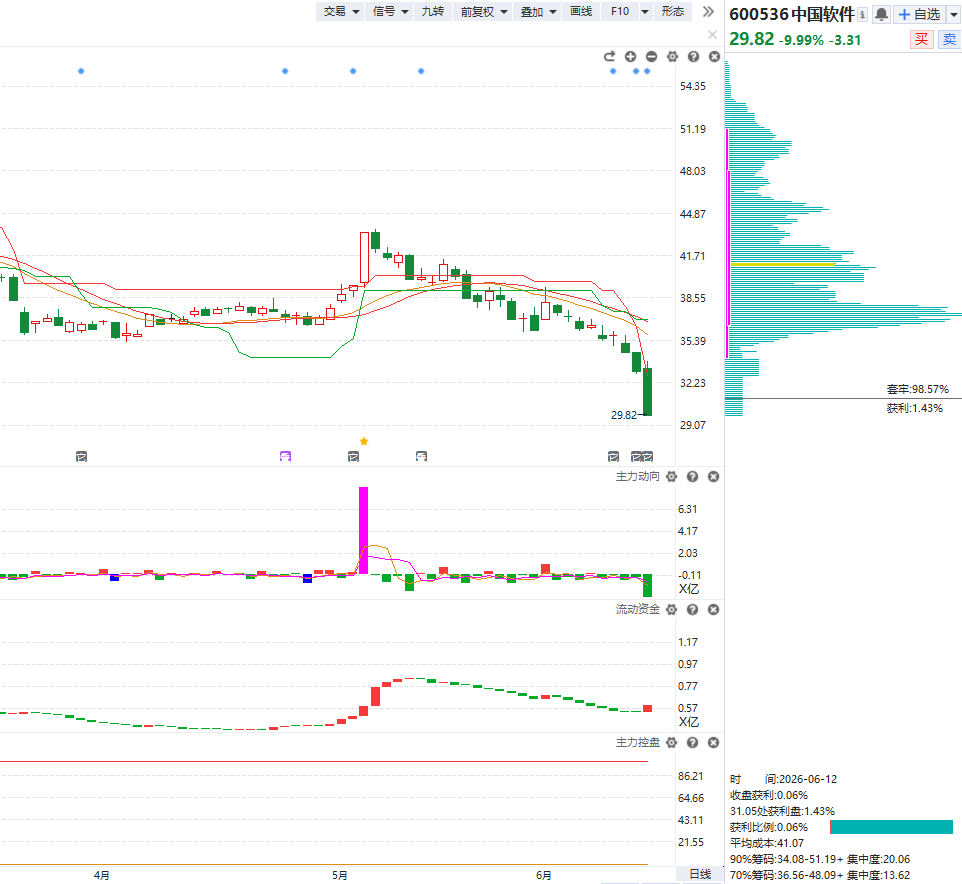 交易 信号 九转 前复权 叠加 画线 F10 形态
600536 中国软件 自选
29.82 -9.99% -3.31 买 卖
54.35
51.19
48.03
44.87
41.71
38.55
35.39
32.23
29.07
29.82
套牢:98.57%
获利:1.43%
主力动向
6.31
4.17
2.03
-0.11
X亿
流动资金
1.17
0.97
0.77
0.57
X亿
主力控盘
86.21
64.66
43.11
21.55
4月 5月 6月 日线
时 间:2026-06-12
收盘获利:0.06%
31.05处获利盘:1.43%
获利比例:0.06%
平均成本:41.07
90%筹码:34.08-51.19+ 集中度:20.06
70%筹码:36.56-48.09+ 集中度:13.62